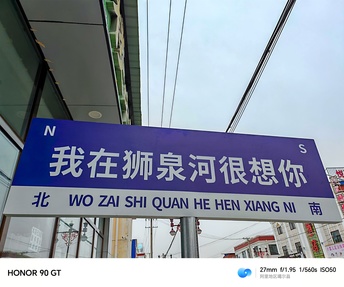 N S
我在狮泉河很想你
北 WO ZAI SHI QUAN HE HEN XIANG NI 南
HONOR 90 GT
27mm f/1.95 1/560s ISO50